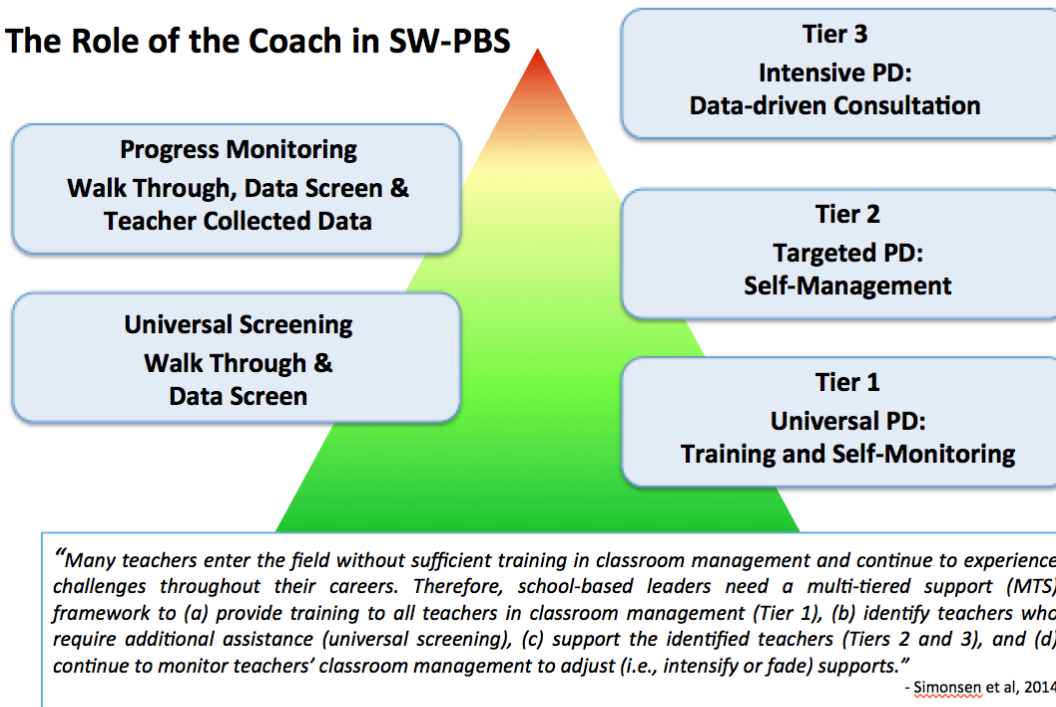 The Role of the Coach in SW-PBS
Progress Monitoring
Walk Through, Data Screen &
Teacher Collected Data
Universal Screening
Walk Through &
Data Screen
Tier 3
Intensive PD:
Data-driven Consultation
Tier 2
Targeted PD:
Self-Management
Tier 1
Universal PD:
Training and Self-Monitoring
“Many teachers enter the field without sufficient training in classroom management and continue to experience
challenges throughout their careers. Therefore, school-based leaders need a multi-tiered support (MTS)
framework to (a) provide training to all teachers in classroom management (Tier 1), (b) identify teachers who
require additional assistance (universal screening), (c) support the identified teachers (Tiers 2 and 3), and (d)
continue to monitor teachers’ classroom management to adjust (i.e., intensify or fade) supports.”
- Simonsen et al, 2014